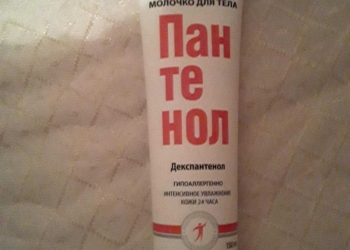 МОЛОЧКО ДЛЯ ТЕЛА
Пан
те
нол
Декспантенол
ГИПОАЛЛЕРГЕННО
ИНТЕНСИВНОЕ УВЛАЖНЕНИЕ
КОЖИ 24 ЧАСА